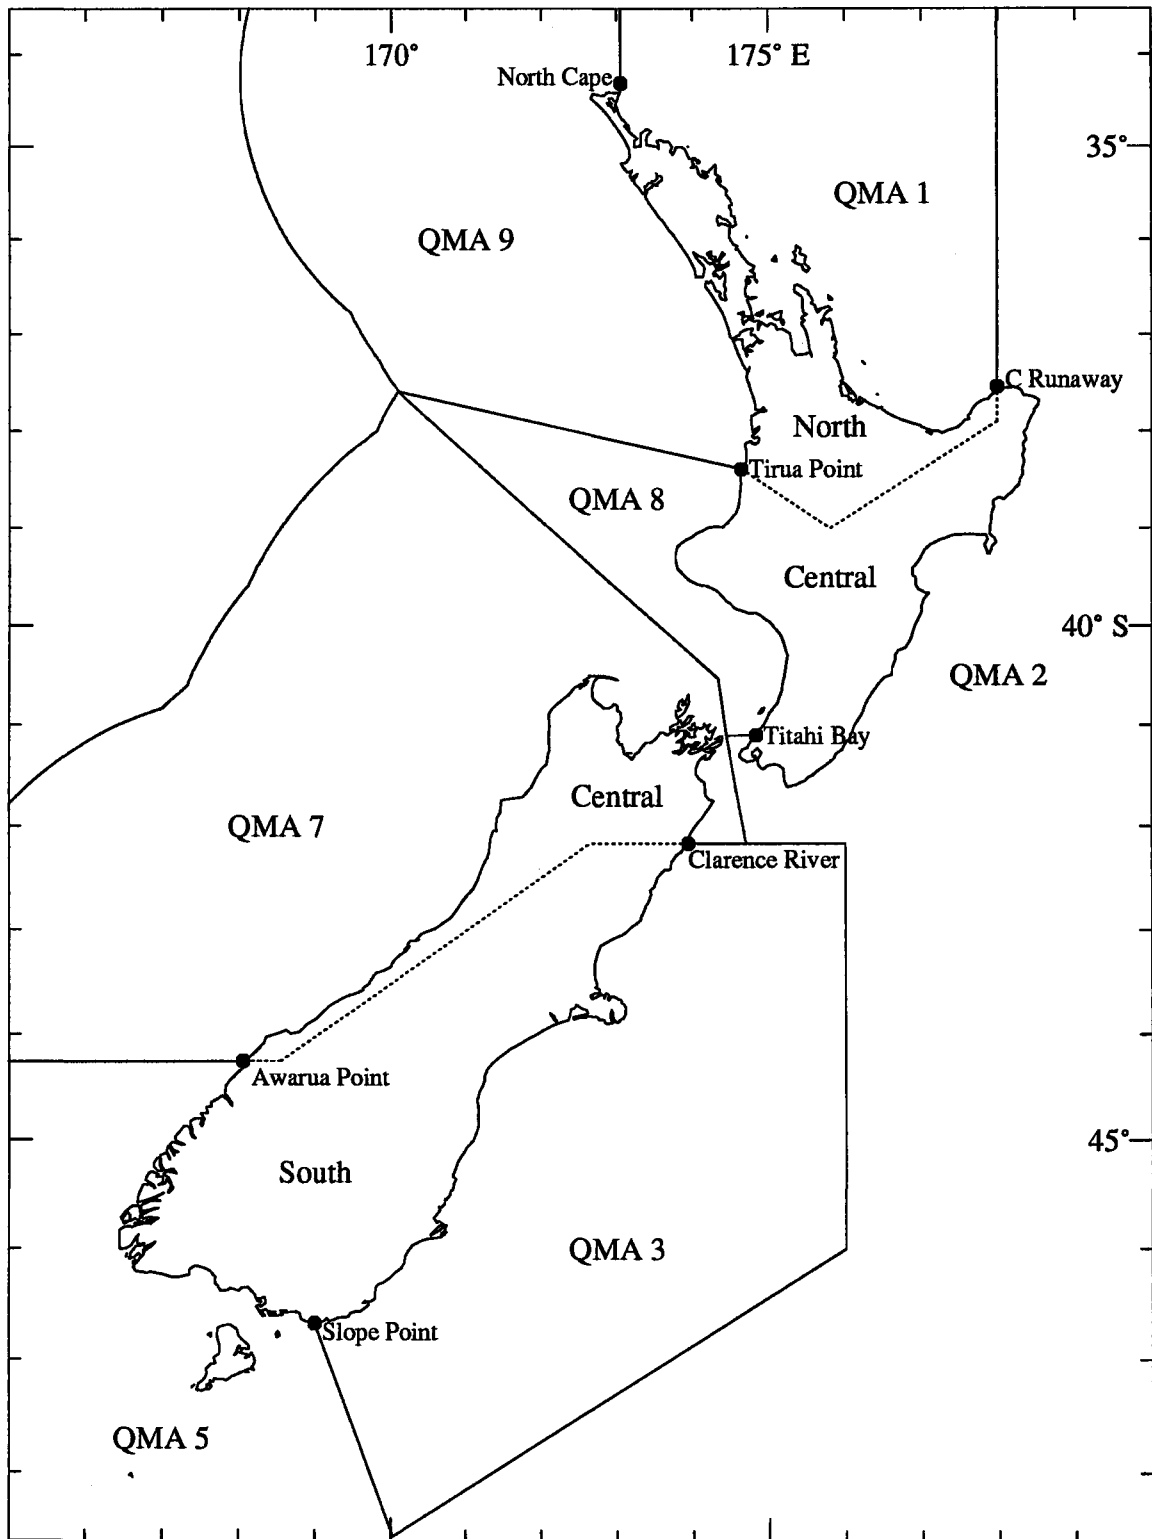 170°
175° E
North Cape
35°
QMA 1
QMA 9
C Runaway
North
Tirua Point
QMA 8
Central
40° S
QMA 2
Titahi Bay
Central
QMA 7
Clarence River
Awarua Point
45°
South
QMA 3
Slope Point
QMA 5